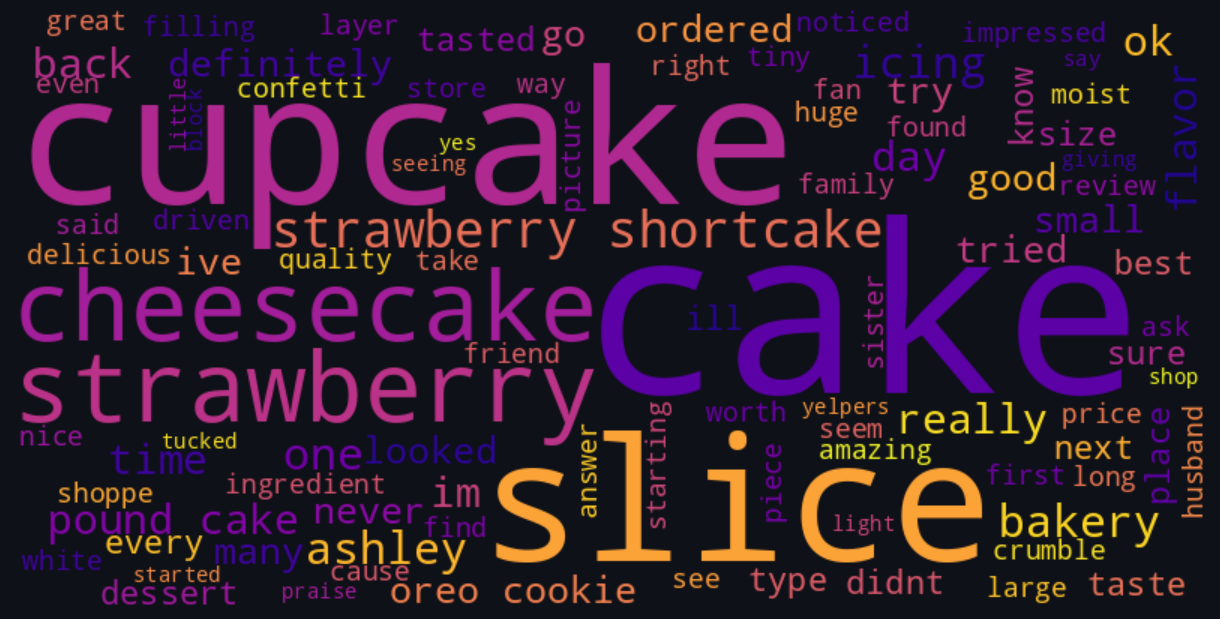 great filling layer tasted go ordered noticed impressed ok
back definitely right tiny icing say
even confetti store way fan try know moist flavor
little block picture huge found size
cupcake
yes seeing day giving
family good review
said driven strawberry shortcake small
delicious ive quality take tried best
cheesecake cake ill sister ask
friend sure
strawberry shop
nice tucked starting worth yelpers really price place husband
time one looked answer seem next
amazing
shoppe ingredient im slice piece first long
pound cake never find light bakery
white every many ashley crumble
started cause
dessert praise oreo cookie see type didnt large taste